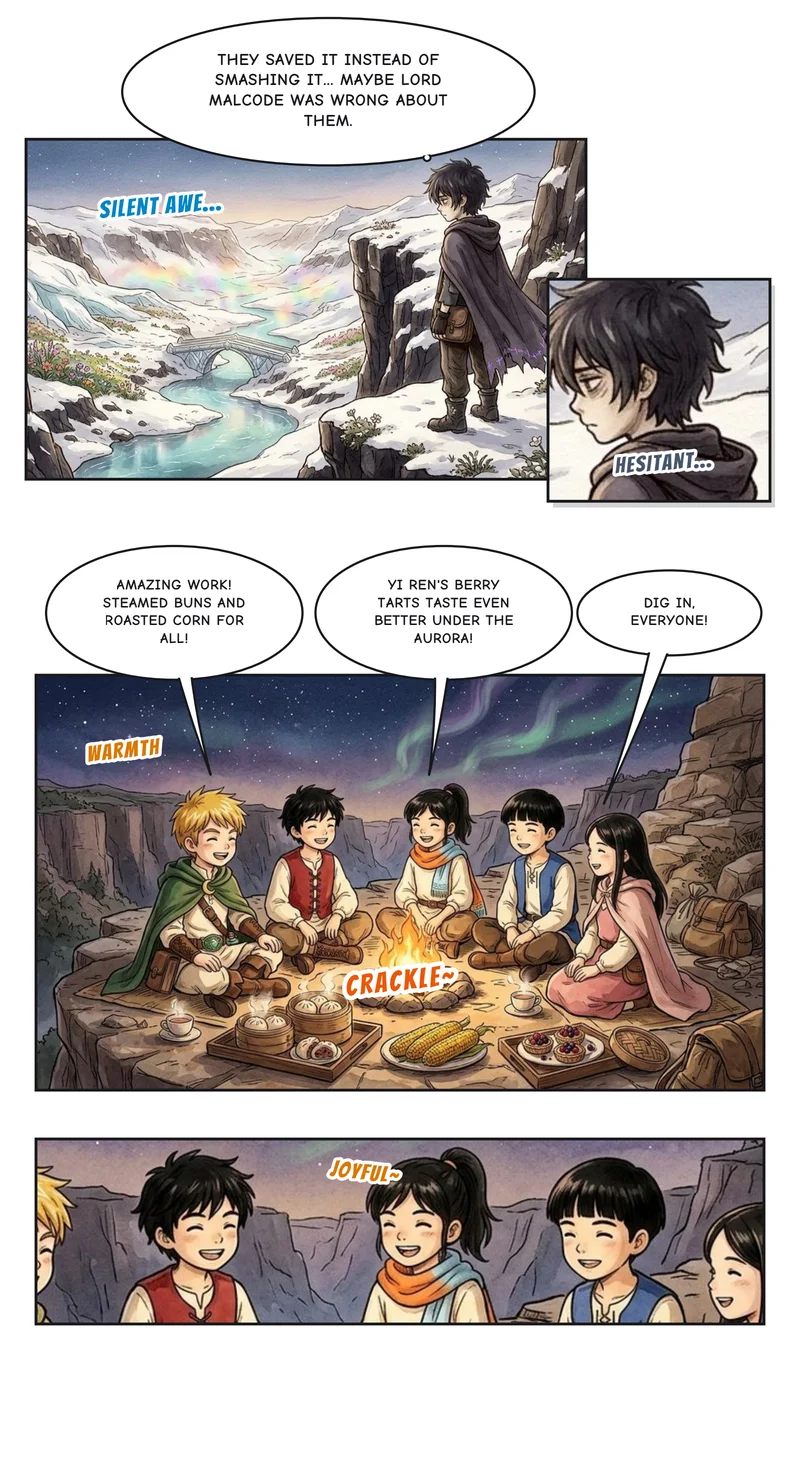 THEY SAVED IT INSTEAD OF
SMASHING IT... MAYBE LORD
MALCODE WAS WRONG ABOUT
THEM.
SILENT AWE...
HESITANT...
AMAZING WORK!
STEAMED BUNS AND
ROASTED CORN FOR
ALL!
YI REN'S BERRY
TARTS TASTE EVEN
BETTER UNDER THE
AURORA!
DIG IN,
EVERYONE!
WARMTH
CRACKLE~
JOYFUL~